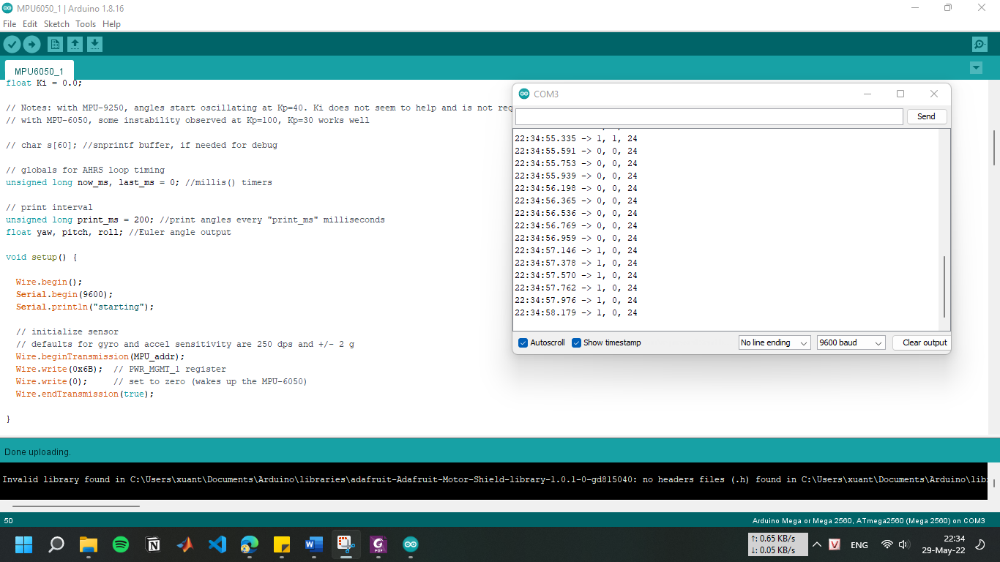 MPU6050_1 | Arduino 1.8.16
File Edit Sketch Tools Help
MPU6050_1
float Ki = 0.0;
// Notes: with MPU-9250, angles start oscillating at Kp=40. Ki does not seem to help and is not req
// with MPU-6050, some instability observed at Kp=100, Kp=30 works well
// char s[60]; //snprintf buffer, if needed for debug
// globals for AHRS loop timing
unsigned long now_ms, last_ms = 0; //millis() timers
// print interval
unsigned long print_ms = 200; //print angles every "print_ms" milliseconds
float yaw, pitch, roll; //Euler angle output
void setup() {
Wire.begin();
Serial.begin(9600);
Serial.println("starting");
// initialize sensor
// defaults for gyro and accel sensitivity are 250 dps and +/- 2 g
Wire.beginTransmission(MPU_addr);
Wire.write(0x6B); // PWR_MGMT_1 register
Wire.write(0); // set to zero (wakes up the MPU-6050)
Wire.endTransmission(true);
}
COM3
Send
22:34:55.335 -> 1, 1, 24
22:34:55.591 -> 0, 0, 24
22:34:55.753 -> 0, 0, 24
22:34:55.939 -> 0, 0, 24
22:34:56.198 -> 0, 0, 24
22:34:56.365 -> 0, 0, 24
22:34:56.536 -> 0, 0, 24
22:34:56.769 -> 0, 0, 24
22:34:56.959 -> 0, 0, 24
22:34:57.146 -> 1, 0, 24
22:34:57.378 -> 1, 0, 24
22:34:57.570 -> 1, 0, 24
22:34:57.762 -> 1, 0, 24
22:34:57.976 -> 1, 0, 24
22:34:58.179 -> 1, 0, 24
Autoscroll Show timestamp No line ending 9600 baud Clear output
Done uploading.
Invalid library found in C:\Users\xuant\Documents\Arduino\libraries\adafruit-Adafruit-Motor-Shield-library-1.0.1-0-gd815040: no headers files (.h) found in C:\Users\xuant\Documents\Arduino\lib
50 Arduino Mega or Mega 2560, ATmega2560 (Mega 2560) on COM3
↑: 0.65 KB/s
↓: 0.05 KB/s
V
ENG
22:34
29-May-22